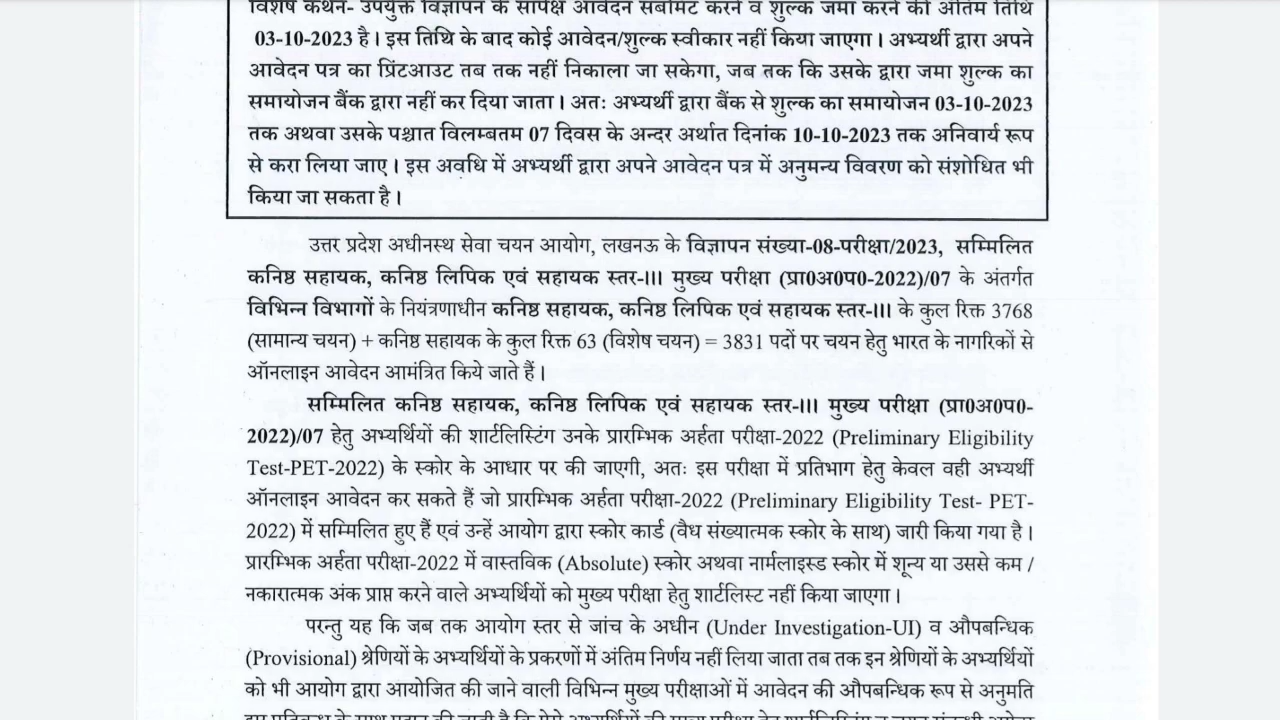 विशेष कथन- उपर्युक्त विज्ञापन के सापेक्ष आवेदन सबमिट करने व शुल्क जमा करने की अंतिम तिथि
03-10-2023 है। इस तिथि के बाद कोई आवेदन/शुल्क स्वीकार नहीं किया जाएगा। अभ्यर्थी द्वारा अपने
आवेदन पत्र का प्रिंटआउट तब तक नहीं निकाला जा सकेगा, जब तक कि उसके द्वारा जमा शुल्क का
समायोजन बैंक द्वारा नहीं कर दिया जाता। अतः अभ्यर्थी द्वारा बैंक से शुल्क का समायोजन 03-10-2023
तक अथवा उसके पश्चात विलम्बतम 07 दिवस के अन्दर अर्थात दिनांक 10-10-2023 तक अनिवार्य रूप
से करा लिया जाए। इस अवधि में अभ्यर्थी द्वारा अपने आवेदन पत्र में अनुमन्य विवरण को संशोधित भी
किया जा सकता है।
उत्तर प्रदेश अधीनस्थ सेवा चयन आयोग, लखनऊ के विज्ञापन संख्या-08-परीक्षा/2023, सम्मिलित
कनिष्ठ सहायक, कनिष्ठ लिपिक एवं सहायक स्तर-III मुख्य परीक्षा (प्रा0अ0प0-2022)/07 के अंतर्गत
विभिन्न विभागों के नियंत्रणाधीन कनिष्ठ सहायक, कनिष्ठ लिपिक एवं सहायक स्तर-III के कुल रिक्त 3768
(सामान्य चयन) + कनिष्ठ सहायक के कुल रिक्त 63 (विशेष चयन) = 3831 पदों पर चयन हेतु भारत के नागरिकों से
ऑनलाइन आवेदन आमंत्रित किये जाते हैं।
सम्मिलित कनिष्ठ सहायक, कनिष्ठ लिपिक एवं सहायक स्तर-III मुख्य परीक्षा (प्रा0अ0प0-
2022)/07 हेतु अभ्यर्थियों की शार्टलिस्टिंग उनके प्रारम्भिक अर्हता परीक्षा-2022 (Preliminary Eligibility
Test-PET-2022) के स्कोर के आधार पर की जाएगी, अतः इस परीक्षा में प्रतिभाग हेतु केवल वही अभ्यर्थी
ऑनलाइन आवेदन कर सकते हैं जो प्रारम्भिक अर्हता परीक्षा-2022 (Preliminary Eligibility Test- PET-
2022) में सम्मिलित हुए हैं एवं उन्हें आयोग द्वारा स्कोर कार्ड (वैध संख्यात्मक स्कोर के साथ) जारी किया गया है।
प्रारम्भिक अर्हता परीक्षा-2022 में वास्तविक (Absolute) स्कोर अथवा नार्मलाइस्ड स्कोर में शून्य या उससे कम /
नकारात्मक अंक प्राप्त करने वाले अभ्यर्थियों को मुख्य परीक्षा हेतु शार्टलिस्ट नहीं किया जाएगा।
परन्तु यह कि जब तक आयोग स्तर से जांच के अधीन (Under Investigation-UI) व औपबन्धिक
(Provisional) श्रेणियों के अभ्यर्थियों के प्रकरणों में अंतिम निर्णय नहीं लिया जाता तब तक इन श्रेणियों के अभ्यर्थियों
को भी आयोग द्वारा आयोजित की जाने वाली विभिन्न मुख्य परीक्षाओं में आवेदन की औपबन्धिक रूप से अनुमति